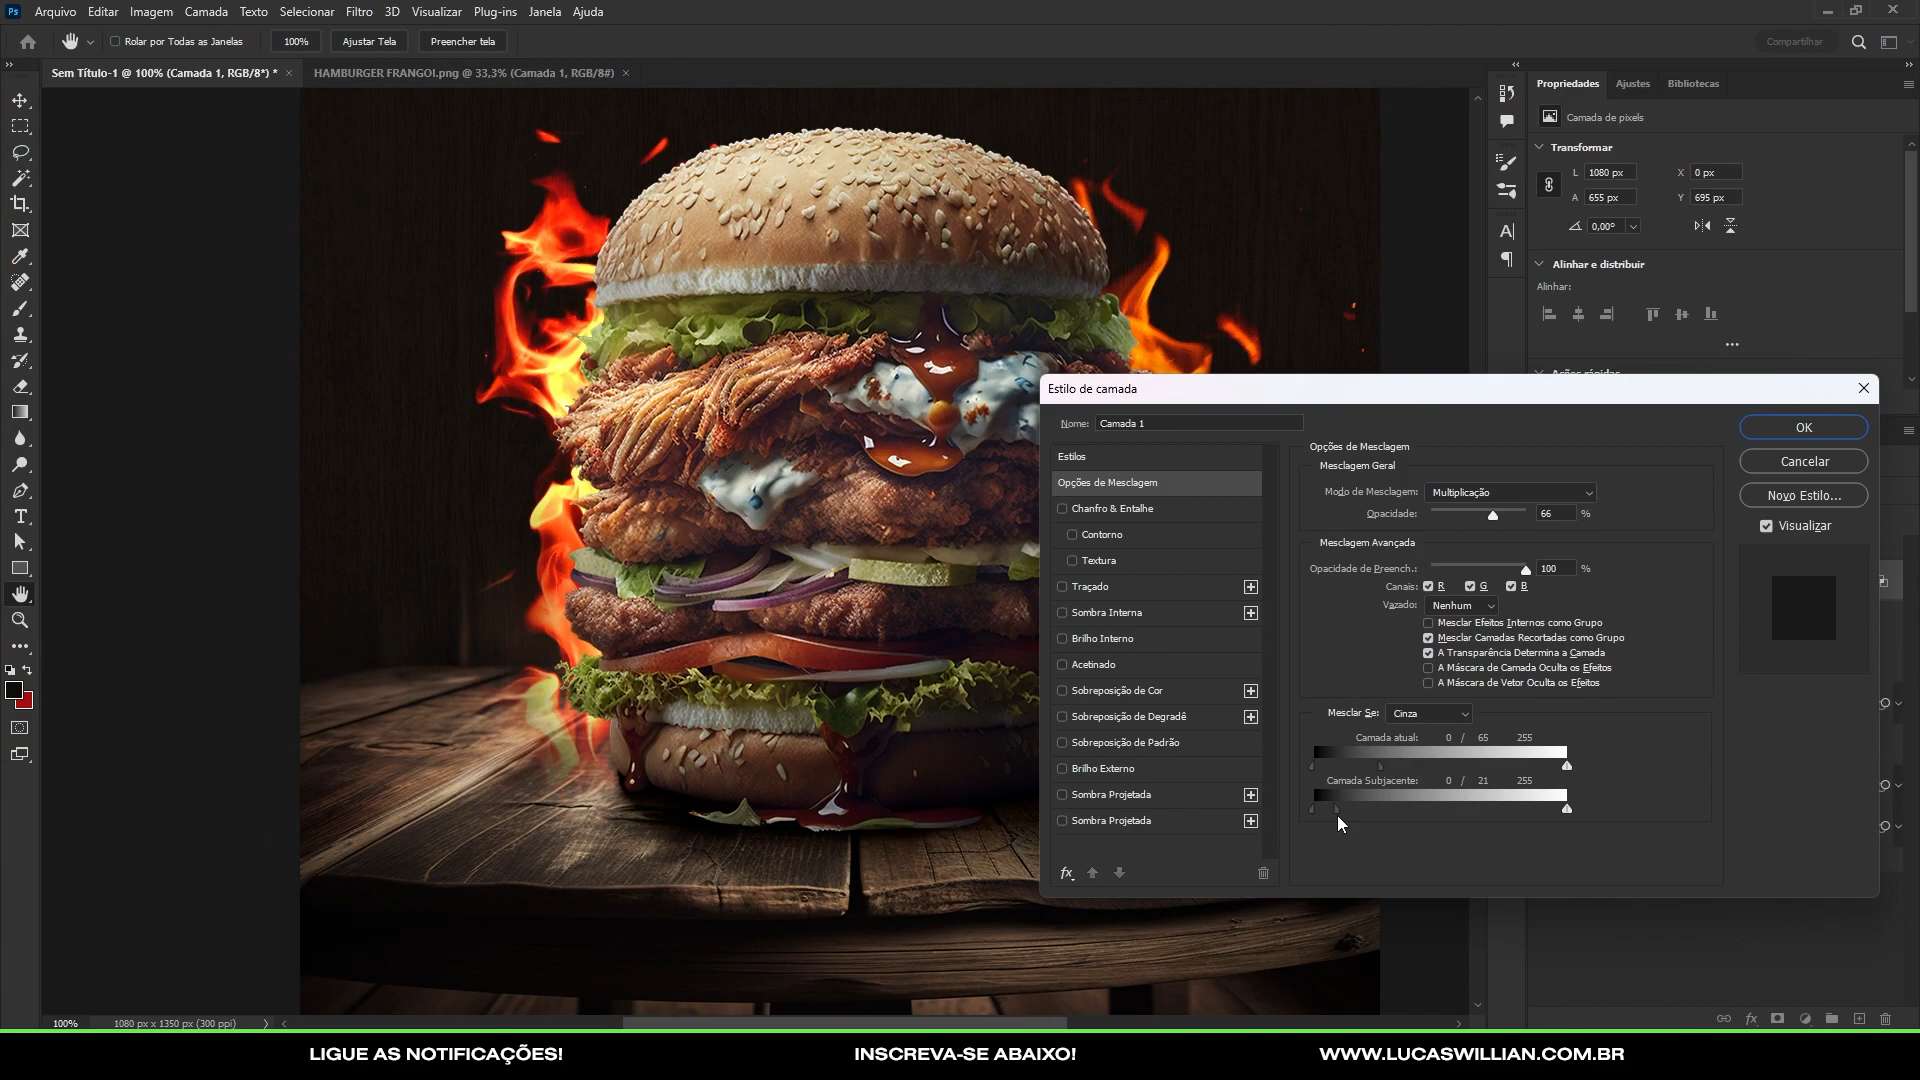 Ps Arquivo Editar Imagem Camada Texto Selecionar Filtro 3D Visualizar Plug-ins Janela Ajuda
Rolar por Todas as Janelas 100% Ajustar Tela Preencher tela Compartilhar
Sem Título-1 @ 100% (Camada 1, RGB/8*) * HAMBURGER FRANGOI.png @ 33,3% (Camada 1, RGB/8#)
Propriedades Ajustes Bibliotecas
Camada de pixels
Transformar
L 1080 px X 0 px
A 655 px Y 695 px
0,00°
Alinhar e distribuir
Alinhar:
Ações rápidas
Estilo de camada
Nome: Camada 1
Estilos
Opções de Mesclagem
Chanfro & Entalhe
Contorno
Textura
Traçado
Sombra Interna
Brilho Interno
Acetinado
Sobreposição de Cor
Sobreposição de Degradê
Sobreposição de Padrão
Brilho Externo
Sombra Projetada
Sombra Projetada
fx
Opções de Mesclagem
Mesclagem Geral
Modo de Mesclagem: Multiplicação
Opacidade: 66 %
Mesclagem Avançada
Opacidade de Preench.: 100 %
Canais: R G B
Vazado: Nenhum
Mesclar Efeitos Internos como Grupo
Mesclar Camadas Recortadas como Grupo
A Transparência Determina a Camada
A Máscara de Camada Oculta os Efeitos
A Máscara de Vetor Oculta os Efeitos
Mesclar Se: Cinza
Camada atual: 0 / 65 255
Camada Subjacente: 0 / 21 255
OK
Cancelar
Novo Estilo...
Visualizar
100% 1080 px x 1350 px (300 ppi)
fx
LIGUE AS NOTIFICAÇÕES! INSCREVA-SE ABAIXO! WWW.LUCASWILLIAN.COM.BR